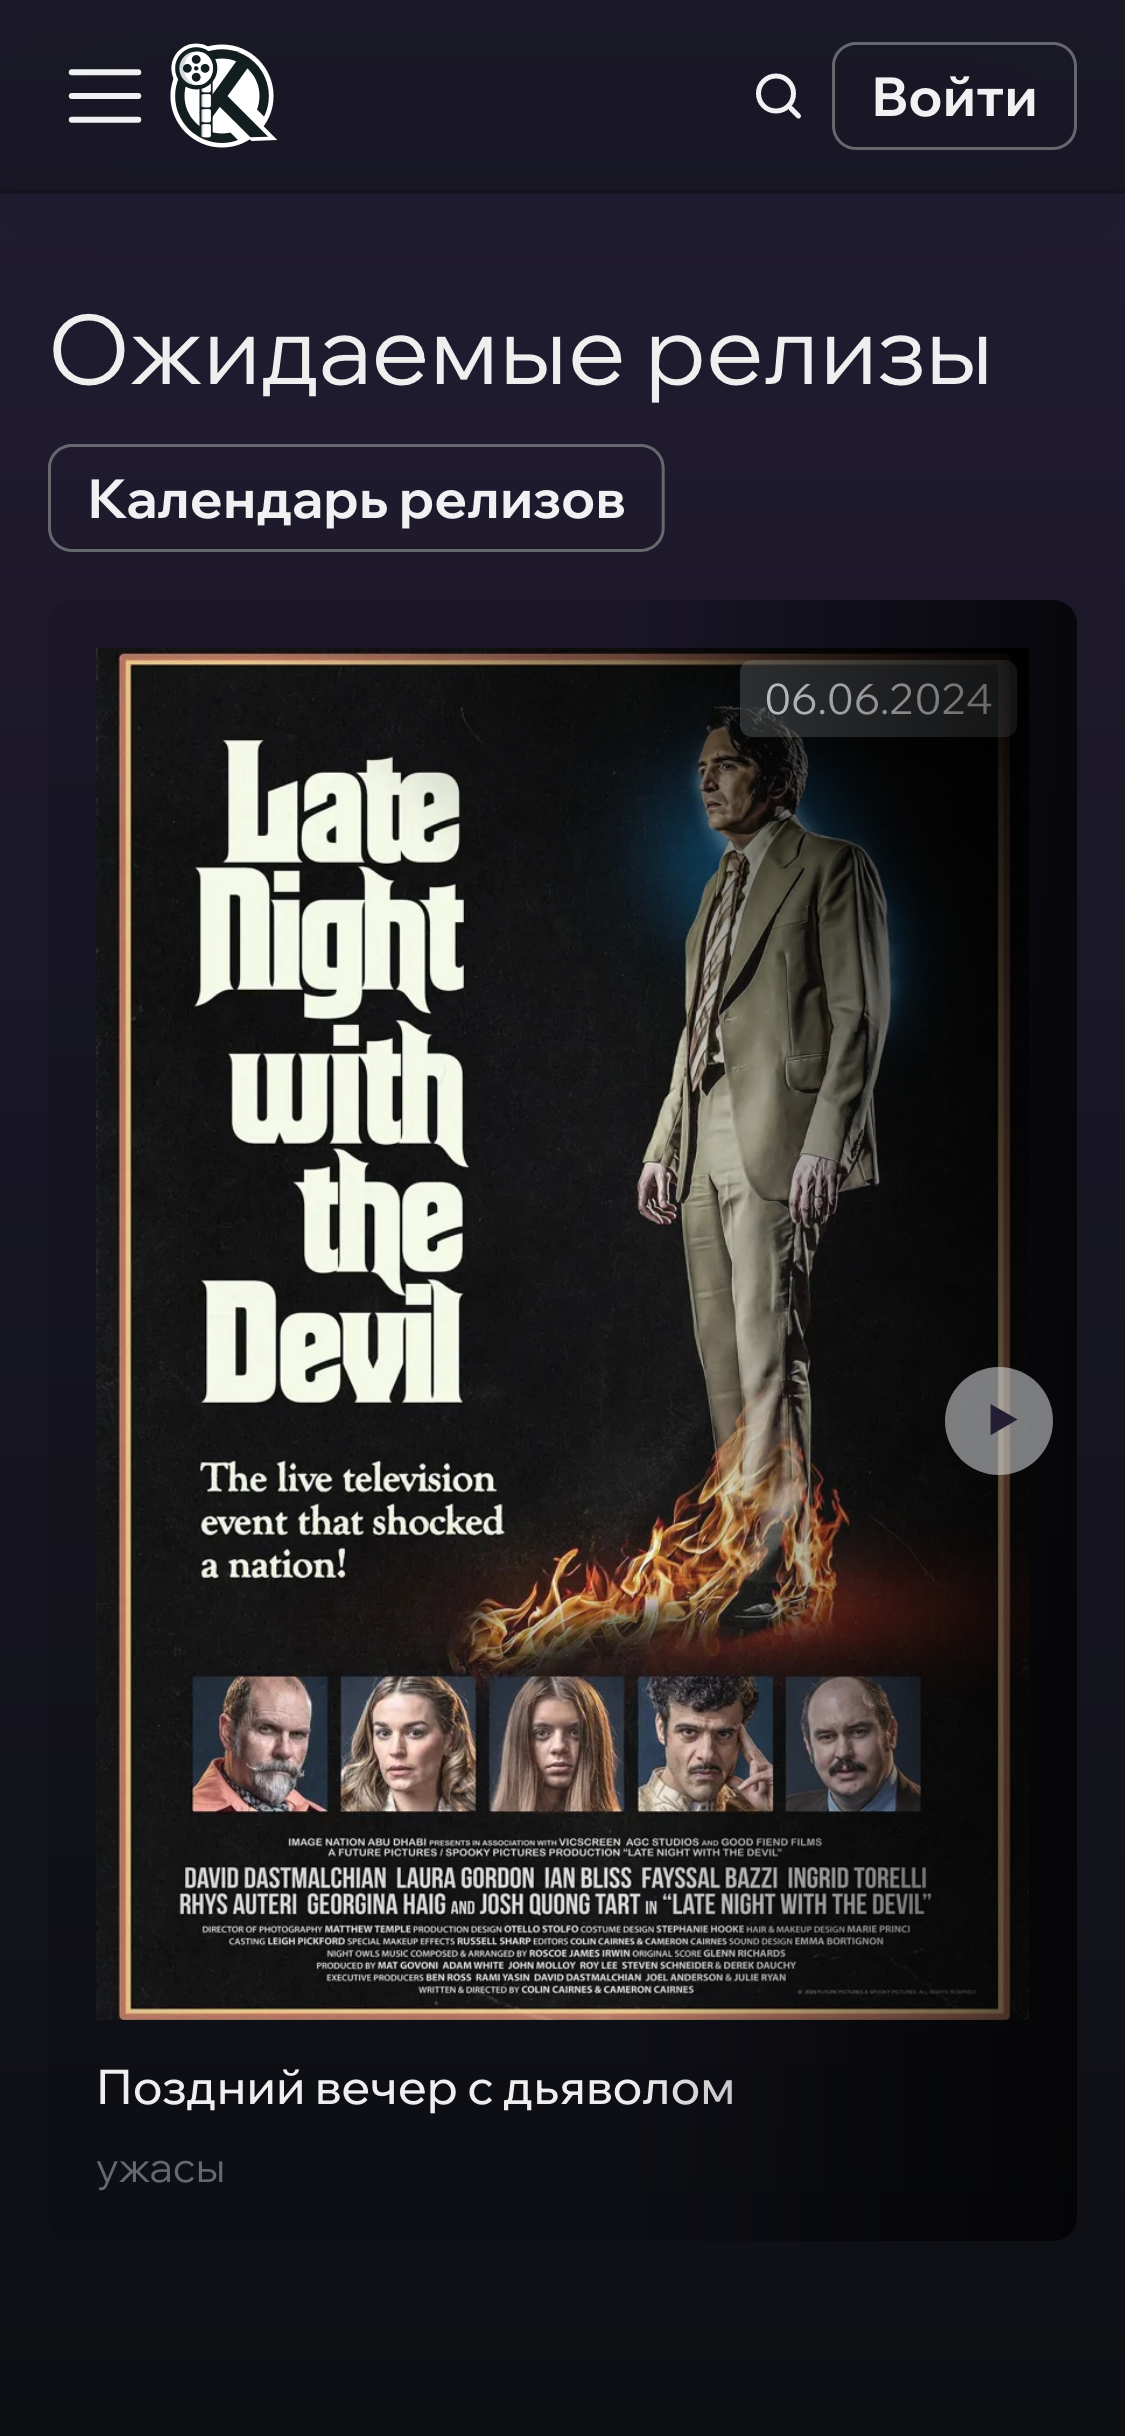 Войти
Ожидаемые релизы
Календарь релизов
06.06.2024
Late
Night
with
the
Devil
The live television
event that shocked
a nation!
IMAGE NATION ABU DHABI PRESENTS IN ASSOCIATION WITH VICSCREEN AGC STUDIOS AND GOOD FIEND FILMS
A FUTURE PICTURES / SPOOKY PICTURES PRODUCTION "LATE NIGHT WITH THE DEVIL"
DAVID DASTMALCHIAN LAURA GORDON IAN BLISS FAYSSAL BAZZI INGRID TORELLI
RHYS AUTERI GEORGINA HAIG AND JOSH QUONG TART IN “LATE NIGHT WITH THE DEVIL”
DIRECTOR OF PHOTOGRAPHY MATTHEW TEMPLE PRODUCTION DESIGN OTELLO STOLFO COSTUME DESIGN STEPHANIE HOOKE HAIR & MAKEUP DESIGN MARIE PRINCI
CASTING LEIGH PICKFORD SPECIAL MAKEUP EFFECTS RUSSELL SHARP EDITORS COLIN CAIRNES & CAMERON CAIRNES SOUND DESIGN EMMA BORTIGNON
NIGHT OWLS MUSIC COMPOSED & ARRANGED BY ROSCOE JAMES IRWIN ORIGINAL SCORE GLENN RICHARDS
PRODUCED BY MAT GOVONI ADAM WHITE JOHN MOLLOY ROY LEE STEVEN SCHNEIDER & DEREK DAUCHY
EXECUTIVE PRODUCERS BEN ROSS RAMI YASIN DAVID DASTMALCHIAN JOEL ANDERSON & JULIE RYAN
WRITTEN & DIRECTED BY COLIN CAIRNES & CAMERON CAIRNES
Поздний вечер с дьяволом
ужасы